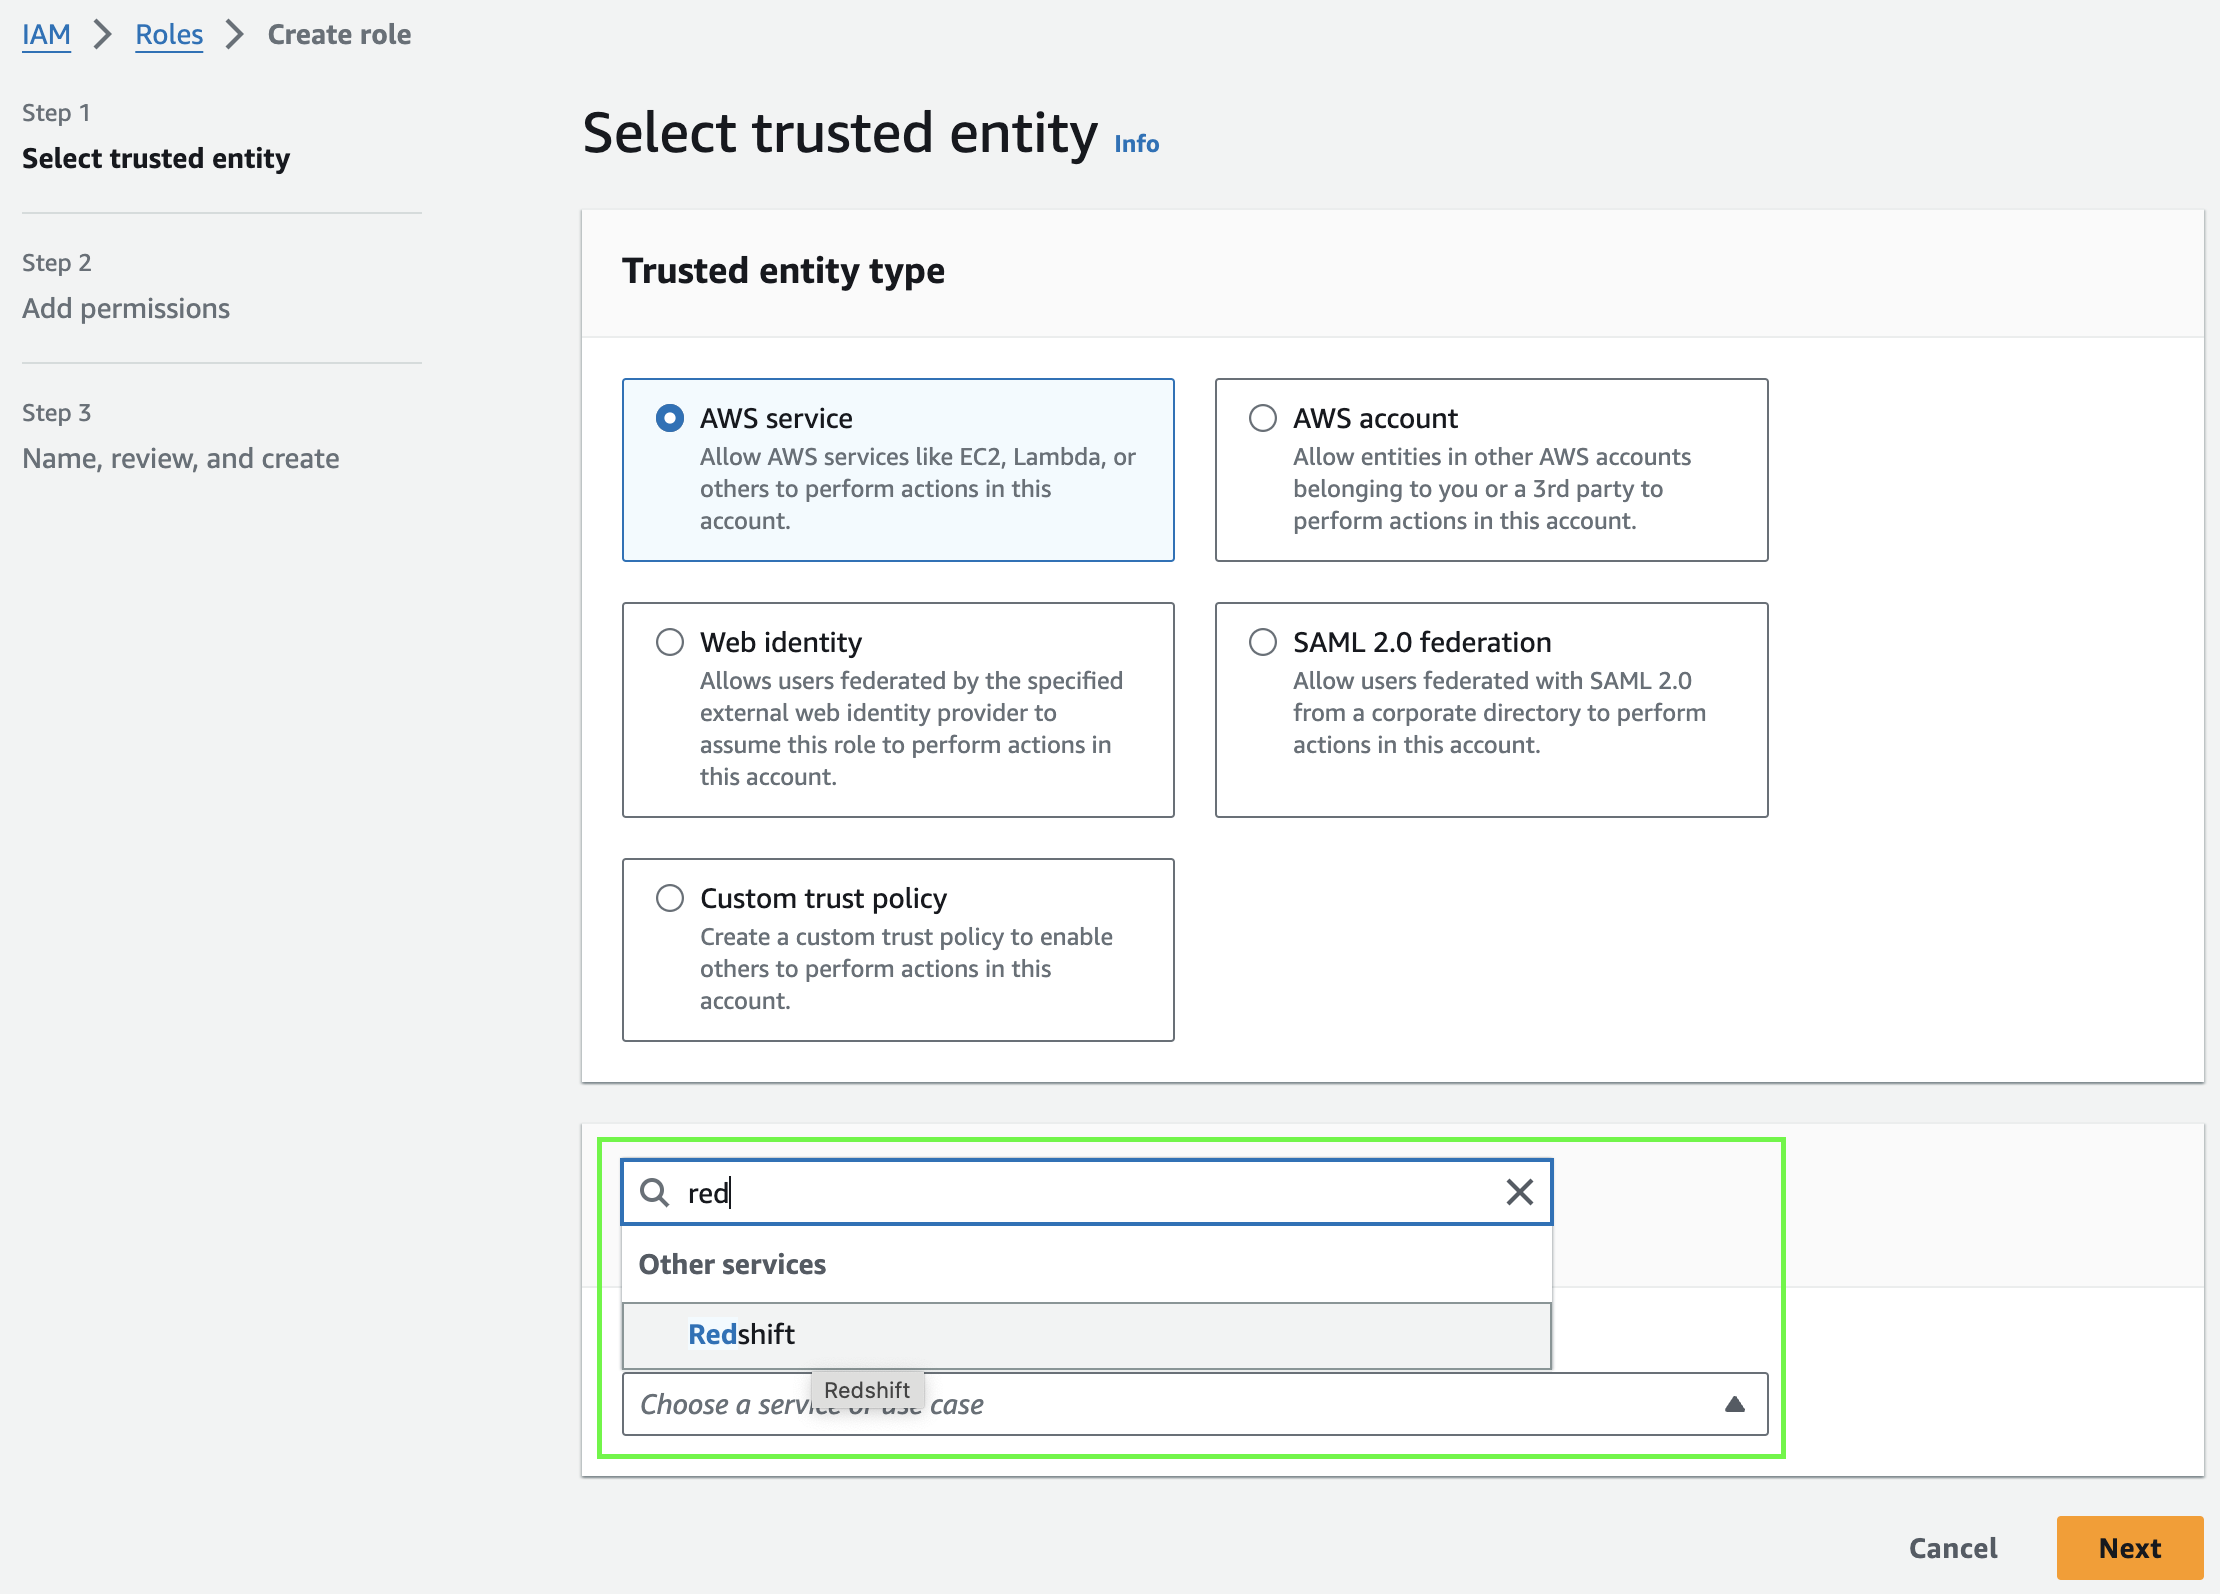 IAM > Roles > Create role
Step 1
Select trusted entity
Step 2
Add permissions
Step 3
Name, review, and create
Select trusted entity Info
Trusted entity type
AWS service
Allow AWS services like EC2, Lambda, or
others to perform actions in this
account.
AWS account
Allow entities in other AWS accounts
belonging to you or a 3rd party to
perform actions in this account.
Web identity
Allows users federated by the specified
external web identity provider to
assume this role to perform actions in
this account.
SAML 2.0 federation
Allow users federated with SAML 2.0
from a corporate directory to perform
actions in this account.
Custom trust policy
Create a custom trust policy to enable
others to perform actions in this
account.
red
Other services
Redshift
Redshift
Choose a service or use case
Cancel
Next